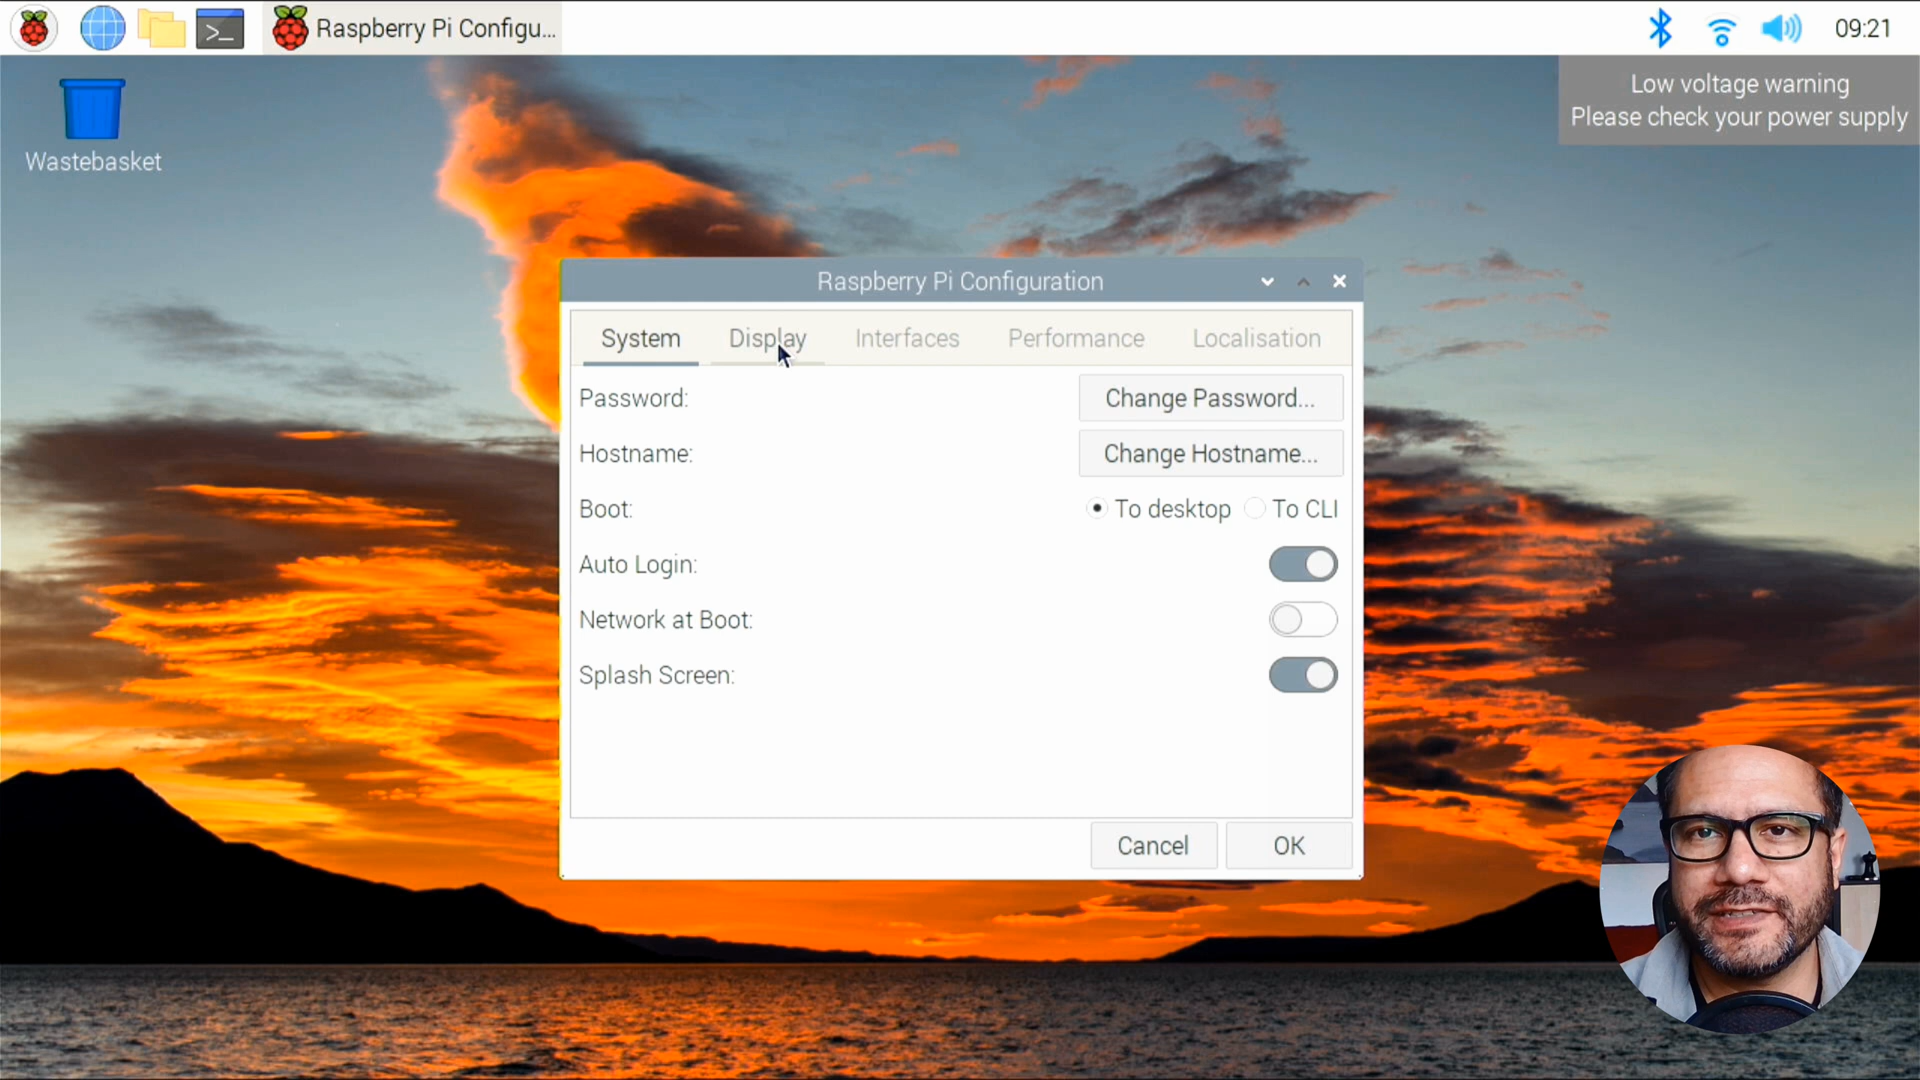 Raspberry Pi Configu...
09:21
Low voltage warning
Please check your power supply
Wastebasket
Raspberry Pi Configuration
System Display Interfaces Performance Localisation
Password: Change Password...
Hostname: Change Hostname...
Boot: To desktop To CLI
Auto Login:
Network at Boot:
Splash Screen:
Cancel OK